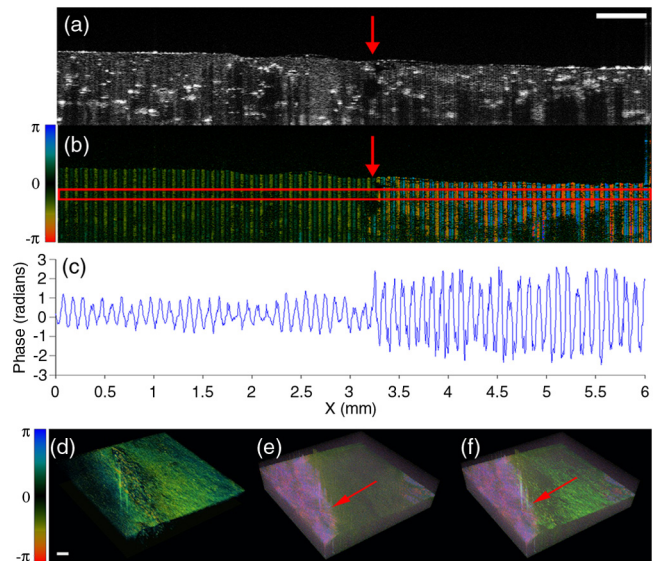 (a)
(b)
π
0
-π
(c)
Phase (radians)
3
2
1
0
-1
-2
-3
0 0.5 1 1.5 2 2.5 3 3.5 4 4.5 5 5.5 6
X (mm)
(d) (e) (f)
π
0
-π